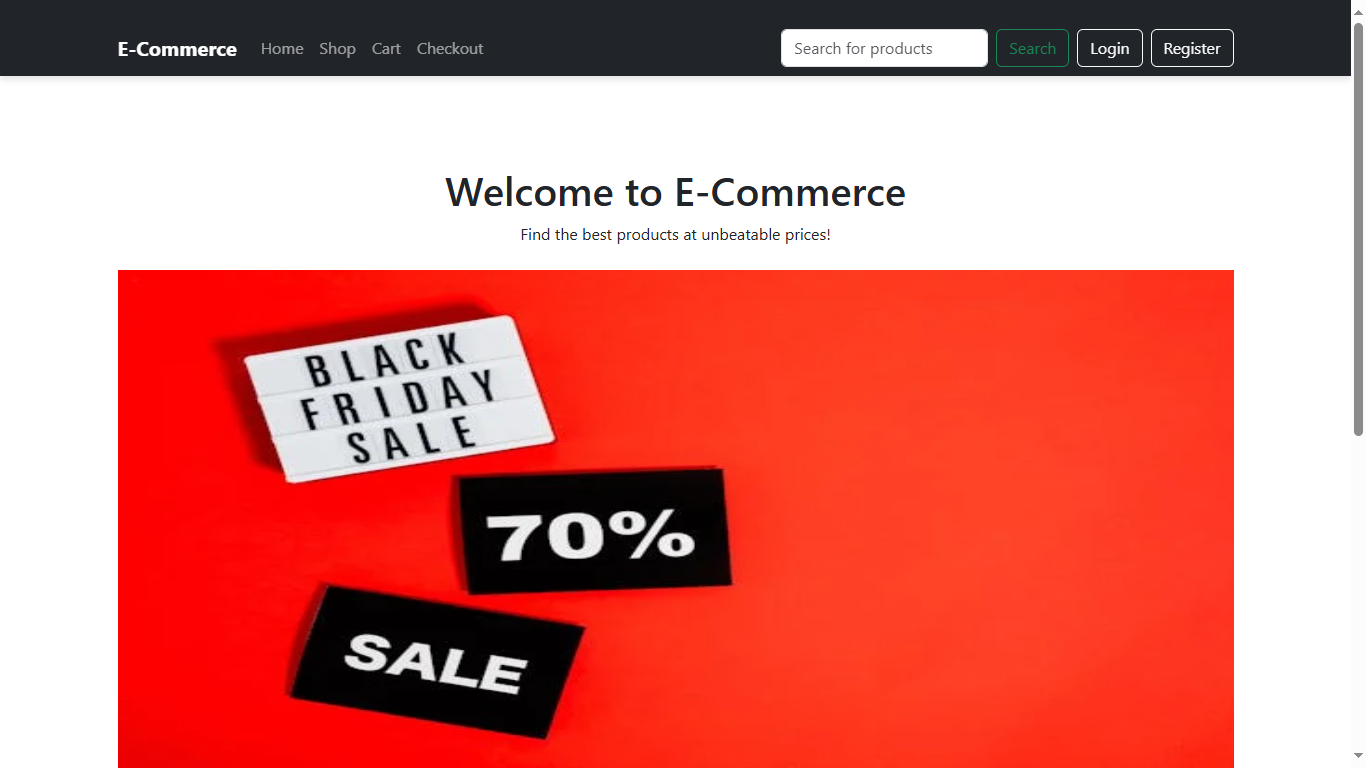 E-Commerce Home Shop Cart Checkout Search for products Search Login Register
Welcome to E-Commerce
Find the best products at unbeatable prices!
BLACK
FRIDAY
SALE
70%
SALE